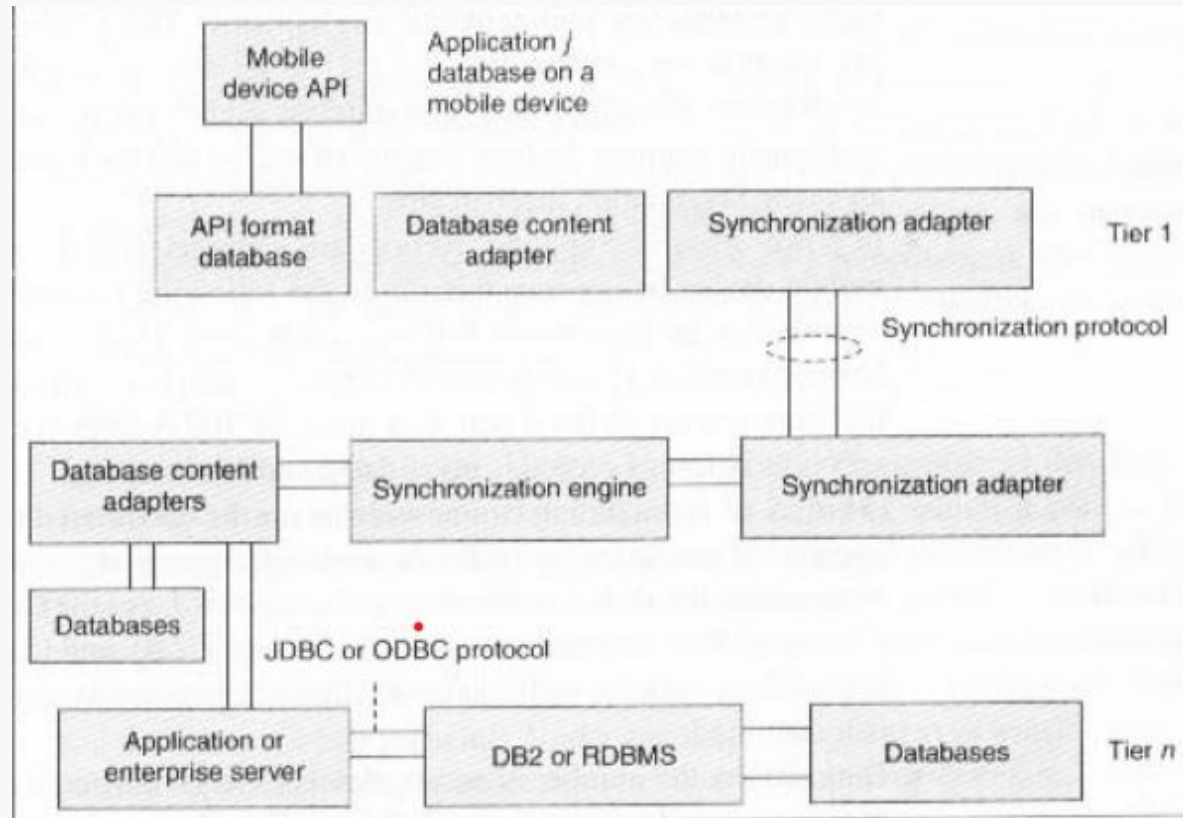 Mobile
device API
Application j
database on a
mobile device
API format
database
Database content
adapter
Synchronization adapter
Tier 1
Synchronization protocol
Database content
adapters
Synchronization engine
Synchronization adapter
Databases
JDBC or ODBC protocol
Application or
enterprise server
DB2 or RDBMS
Databases
Tier n